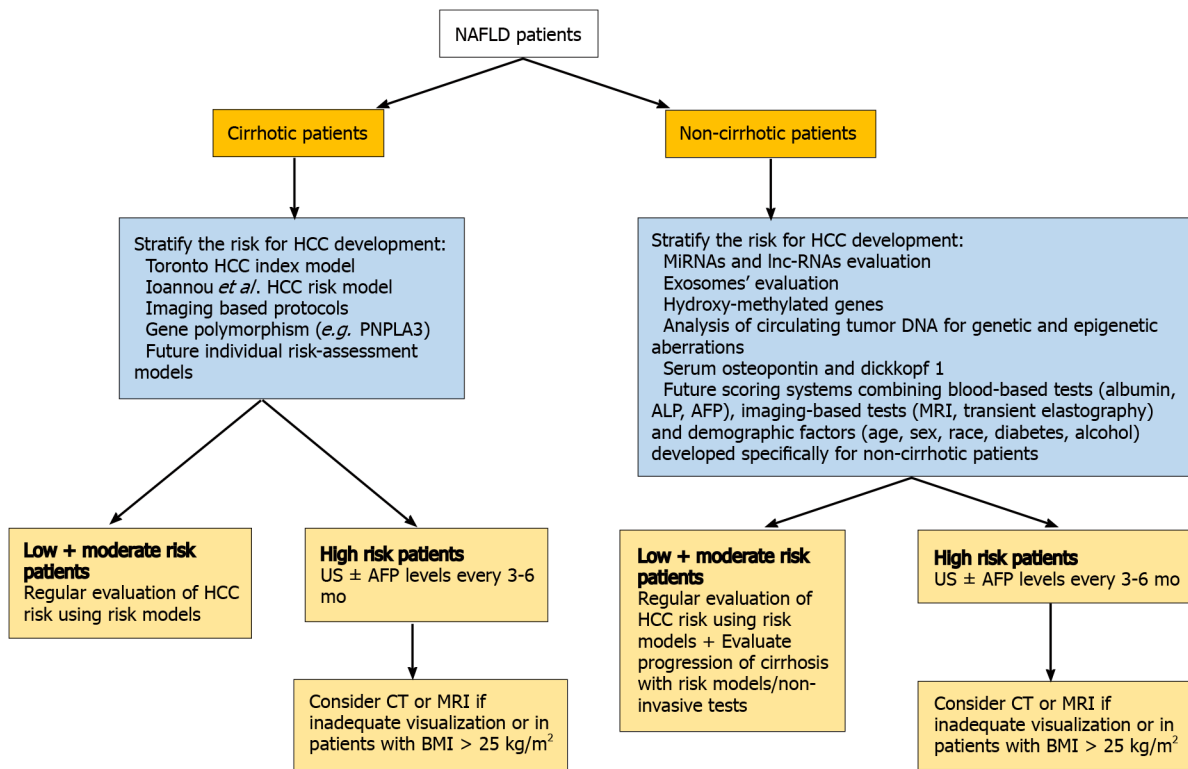 NAFLD patients
Cirrhotic patients
Non-cirrhotic patients
Stratify the risk for HCC development:
Toronto HCC index model
Ioannou et al. HCC risk model
Imaging based protocols
Gene polymorphism (e.g. PNPLA3)
Future individual risk-assessment
models
Stratify the risk for HCC development:
MiRNAs and lnc-RNAs evaluation
Exosomes’ evaluation
Hydroxy-methylated genes
Analysis of circulating tumor DNA for genetic and epigenetic
aberrations
Serum osteopontin and dickkopf 1
Future scoring systems combining blood-based tests (albumin,
ALP, AFP), imaging-based tests (MRI, transient elastography)
and demographic factors (age, sex, race, diabetes, alcohol)
developed specifically for non-cirrhotic patients
Low + moderate risk
patients
Regular evaluation of HCC
risk using risk models
High risk patients
US ± AFP levels every 3-6
mo
Consider CT or MRI if
inadequate visualization or in
patients with BMI > 25 kg/m²
Low + moderate risk
patients
Regular evaluation of
HCC risk using risk
models + Evaluate
progression of cirrhosis
with risk models/non-
invasive tests
High risk patients
US ± AFP levels every 3-6 mo
Consider CT or MRI if
inadequate visualization or in
patients with BMI > 25 kg/m²